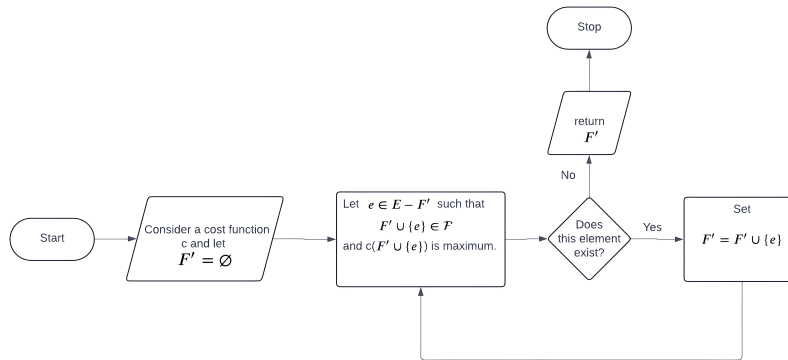 Start
Consider a cost function
c and let
F′ = ∅
Let e ∈ E − F′ such that
F′ ∪ {e} ∈ 𝓕
and c(F′ ∪ {e}) is maximum.
Does
this element
exist?
No
return
F′
Stop
Yes
Set
F′ = F′ ∪ {e}